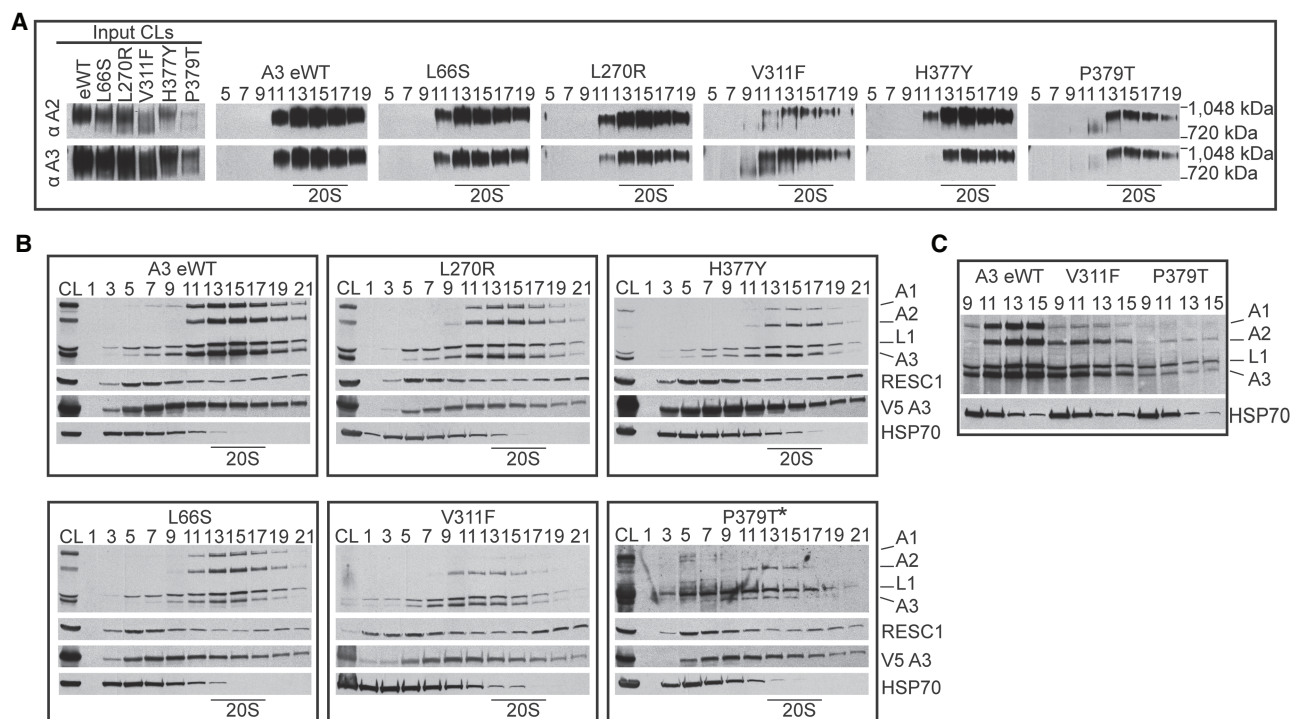 A
Input CLs
eWT L66S L270R V311F H377Y P379T
A3 eWT L66S L270R V311F H377Y P379T
5 7 9 11 13 15 17 19 5 7 9 11 13 15 17 19 5 7 9 11 13 15 17 19 5 7 9 11 13 15 17 19 5 7 9 11 13 15 17 19 5 7 9 11 13 15 17 19
α A2
1,048 kDa
720 kDa
α A3
1,048 kDa
720 kDa
20S 20S 20S 20S 20S 20S
B
A3 eWT L270R H377Y
CL 1 3 5 7 9 11 13 15 17 19 21 CL 1 3 5 7 9 11 13 15 17 19 21 CL 1 3 5 7 9 11 13 15 17 19 21
A1
A2
L1
A3
RESC1
V5 A3
HSP70
20S 20S 20S
L66S V311F P379T*
CL 1 3 5 7 9 11 13 15 17 19 21 CL 1 3 5 7 9 11 13 15 17 19 21 CL 1 3 5 7 9 11 13 15 17 19 21
A1
A2
L1
A3
RESC1
V5 A3
HSP70
20S 20S 20S
C
A3 eWT V311F P379T
9 11 13 15 9 11 13 15 9 11 13 15
A1
A2
L1
A3
HSP70